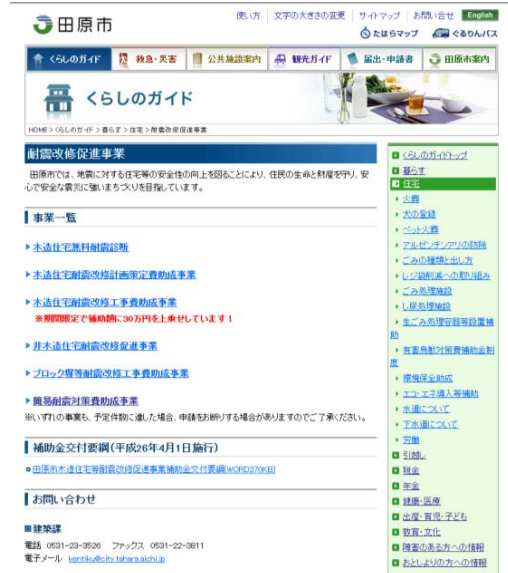 田原市
使い方 文字の大きさの変更 サイトマップ お問い合せ English
たはらマップ ぐるりんバス
くらしのガイド 救急・災害 公共施設案内 観光ガイド 届出・申請書 田原市案内
くらしのガイド
HOME > くらしのガイド > 暮らす > 住宅 > 耐震改修促進事業
耐震改修促進事業
田原市では、地震に対する住宅等の安全性の向上を図ることにより、住民の生命と財産を守り、安
心で安全な震災に強いまちづくりを目指しています。
事業一覧
木造住宅無料耐震診断
木造住宅耐震改修計画策定費助成事業
木造住宅耐震改修工事費助成事業
※期間限定で補助額に30万円を上乗せしています！
非木造住宅耐震改修促進事業
ブロック塀等耐震改修工事費助成事業
簡易耐震対策費助成事業
※いずれの事業も、予定件数に達した場合、申請をお断りする場合がありますのでご了承ください。
補助金交付要綱(平成26年4月1日施行)
田原市木造住宅等耐震改修促進事業補助金交付要綱(WORD370KB)
お問い合わせ
■建築課
電話 0531-23-3526 ファックス 0531-22-3811
電子メール kentiku@city.tahara.aichi.jp
くらしのガイドトップ
暮らす
住宅
火葬
犬の登録
ペット火葬
アルゼンチンアリの防除
ごみの種類と出し方
レジ袋削減への取り組み
ごみ処理施設
し尿処理施設
生ごみ処理容器等設置補
助
有害鳥獣対策費補助金制
度
環境保全助成
エコ・エネ導入等補助
水道について
下水道について
労働
引越し
税金
年金
健康・医療
出産・育児・子ども
教育・文化
障害のある方への情報
おとしよりの方への情報